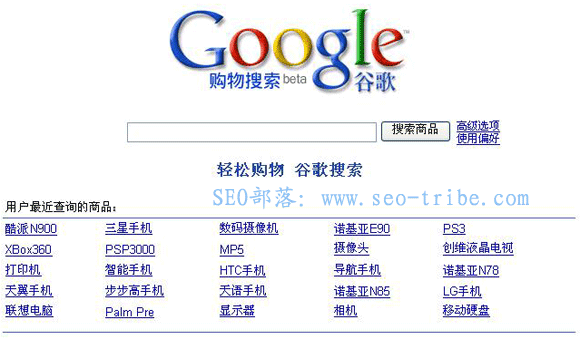 Google™
购物搜索 beta 谷歌
搜索商品 高级选项
使用偏好
轻松购物 谷歌搜索
SEO部落: www.seo-tribe.com
用户最近查询的商品:
酷派N900 三星手机 数码摄像机 诺基亚E90 PS3
XBox360 PSP3000 MP5 摄像头 创维液晶电视
打印机 智能手机 HTC手机 导航手机 诺基亚N78
天翼手机 步步高手机 天语手机 诺基亚N85 LG手机
联想电脑 Palm Pre 显示器 相机 移动硬盘